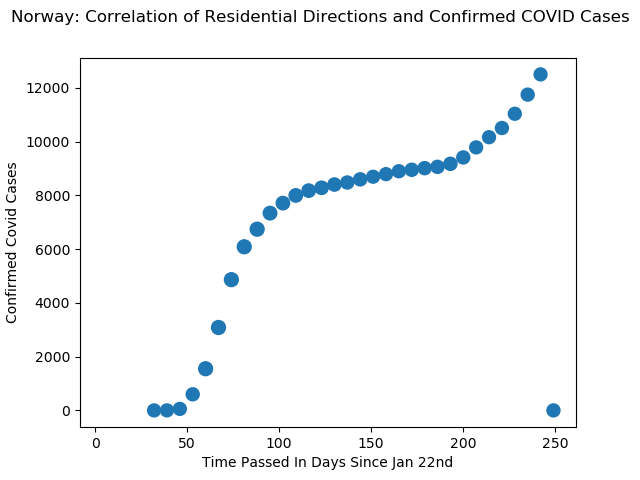 Norway: Correlation of Residential Directions and Confirmed COVID Cases
Confirmed Covid Cases
12000
10000
8000
6000
4000
2000
0
0 50 100 150 200 250
Time Passed In Days Since Jan 22nd